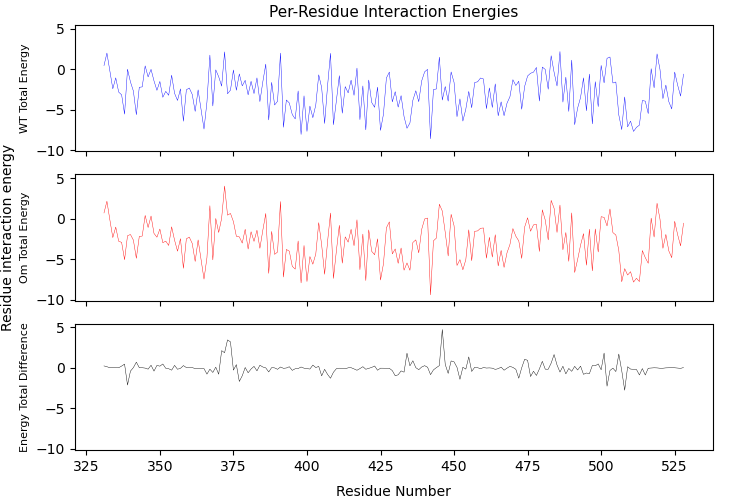 Per-Residue Interaction Energies
Residue interaction energy
WT Total Energy
5
0
−5
−10
Om Total Energy
5
0
−5
−10
Energy Total Difference
5
0
−5
−10
325 350 375 400 425 450 475 500 525
Residue Number